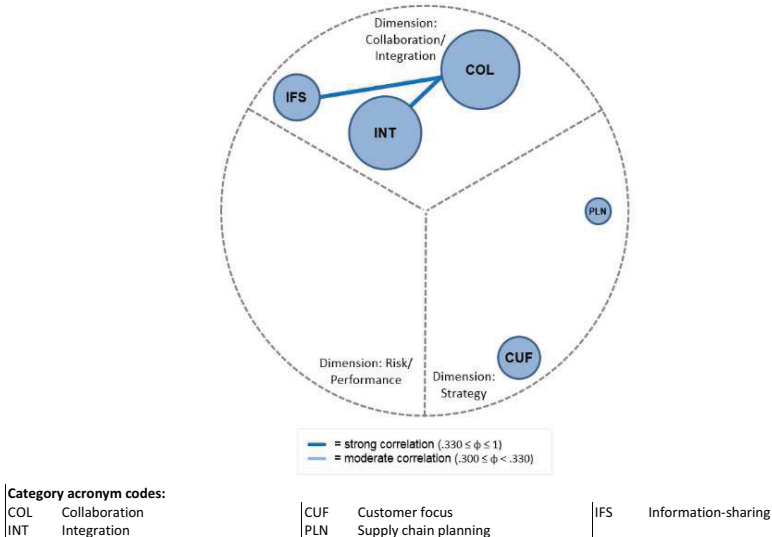 Dimension:
Collaboration/
Integration
COL
IFS
INT
PLN
CUF
Dimension: Risk/
Performance
Dimension:
Strategy
= strong correlation (.330 ≤ ϕ ≤ 1)
= moderate correlation (.300 ≤ ϕ < .330)
Category acronym codes:
COL Collaboration CUF Customer focus IFS Information-sharing
INT Integration PLN Supply chain planning